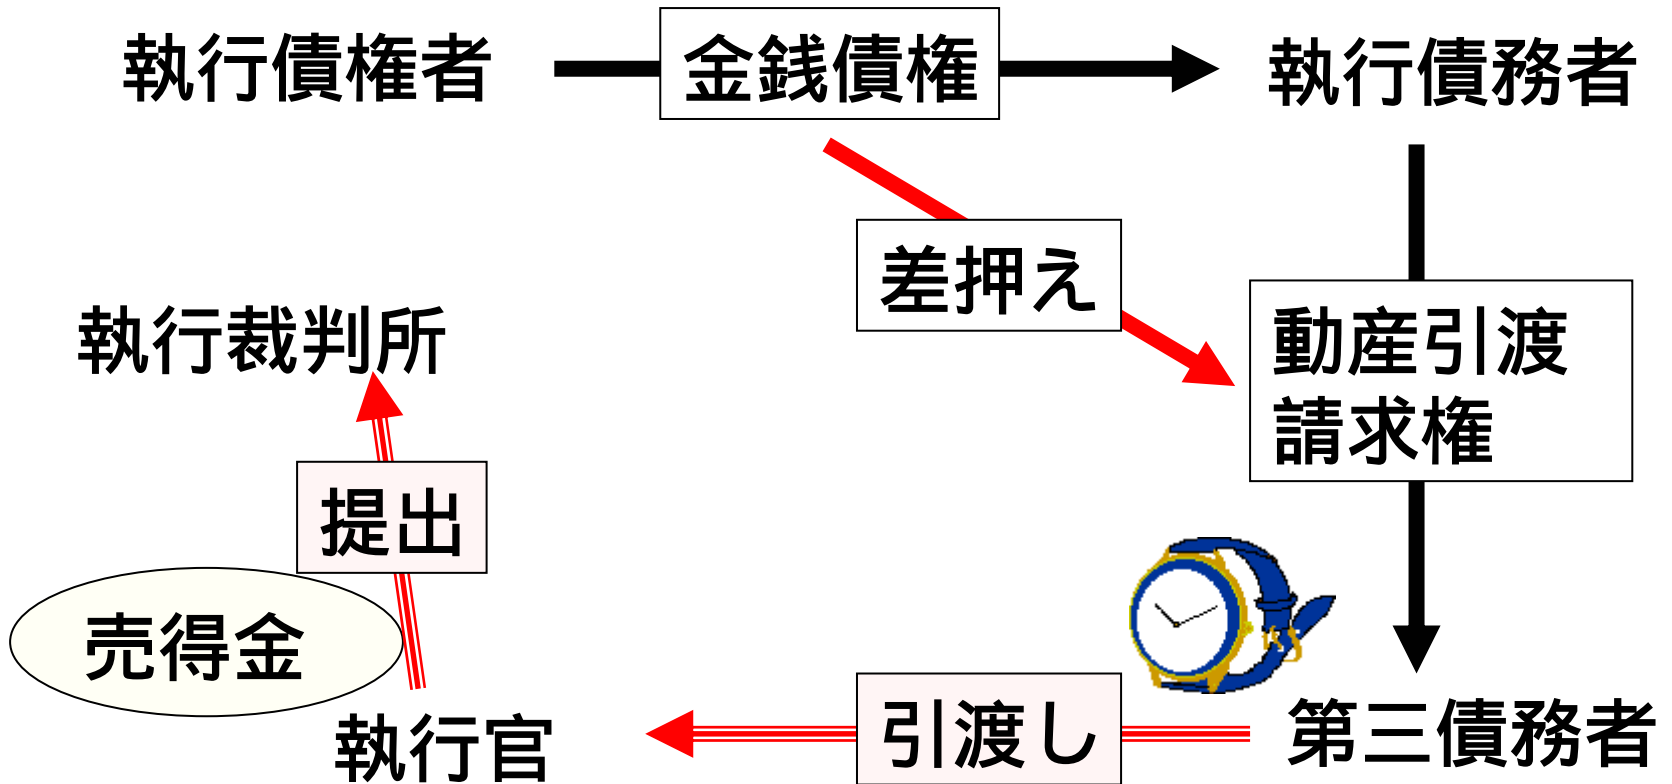 執行債権者
金銭債権
執行債務者
差押え
動産引渡
請求権
執行裁判所
提出
売得金
執行官
引渡し
第三債務者